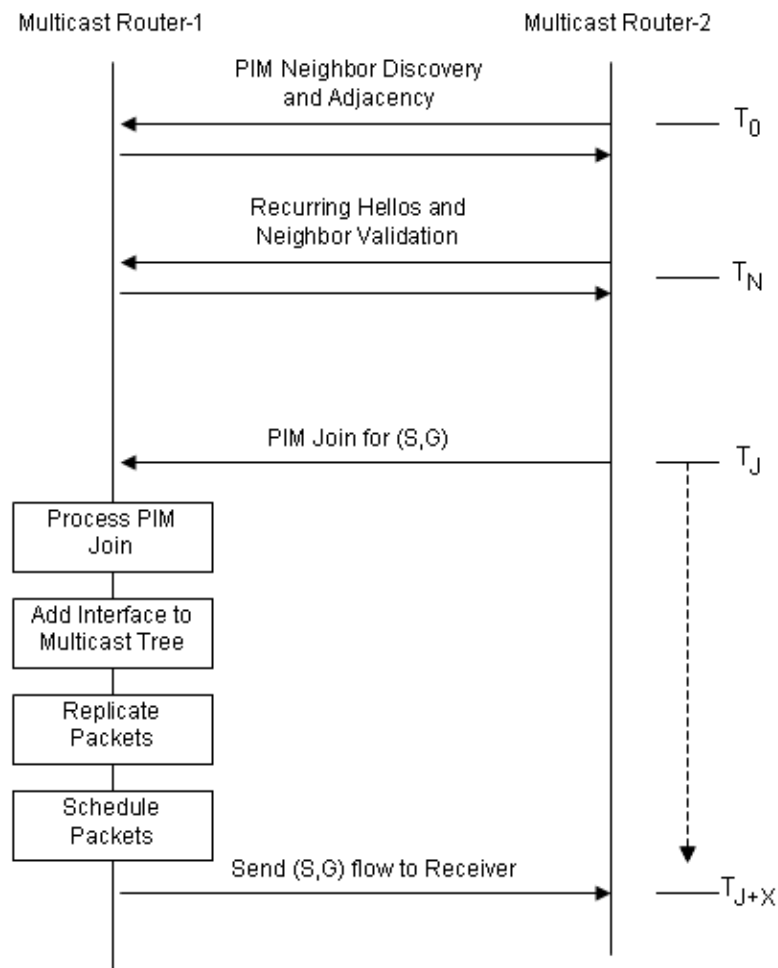 Multicast Router-1
Multicast Router-2
PIM Neighbor Discovery
and Adjacency
T0
Recurring Hellos and
Neighbor Validation
TN
PIM Join for (S,G)
TJ
Process PIM
Join
Add Interface to
Multicast Tree
Replicate
Packets
Schedule
Packets
Send (S,G) flow to Receiver
TJ+X